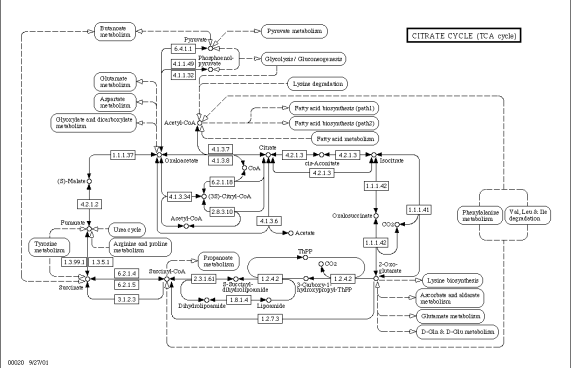 CITRATE CYCLE (TCA cycle)
Butanoate
metabolism
Pyruvate
Pyruvate metabolism
6.4.1.1
Phosphoenol-
pyruvate
Glycolysis / Gluconeogenesis
4.1.1.49
4.1.1.32
Glutamate
metabolism
Lysine degradation
Aspartate
metabolism
Fatty acid biosynthesis (path1)
Glyoxylate and dicarboxylate
metabolism
Acetyl-CoA
Fatty acid biosynthesis (path2)
Fatty acid metabolism
1.1.1.37
Oxaloacetate
4.1.3.7
4.1.3.8
Citrate
4.2.1.3
cis-Aconitate
4.2.1.3
Isocitrate
4.2.1.3
CoA
(S)-Malate
6.2.1.18
4.1.3.34
(3S)-Citryl-CoA
2.8.3.10
Acetyl-CoA
1.1.1.42
4.2.1.2
4.1.3.6
Acetate
Oxalosuccinate
1.1.1.41
CO2
Phenylalanine
metabolism
Val, Leu & Ile
degradation
Fumarate
Urea cycle
Tyrosine
metabolism
Arginine and proline
metabolism
1.1.1.42
1.3.99.1
1.3.5.1
Propanoate
metabolism
ThPP
CO2
Succinate
6.2.1.4
6.2.1.5
3.1.2.3
Succinyl-CoA
2.3.1.61
S-Succinyl-
dihydrolipoamide
1.2.4.2
3-Carboxy-1-
hydroxypropyl-ThPP
1.2.4.2
2-Oxo-
glutarate
Lysine biosynthesis
Dihydrolipoamide
1.8.1.4
Lipoamide
Ascorbate and aldarate
metabolism
1.2.7.3
Glutamate metabolism
D-Gln & D-Glu metabolism
00020 9/27/01